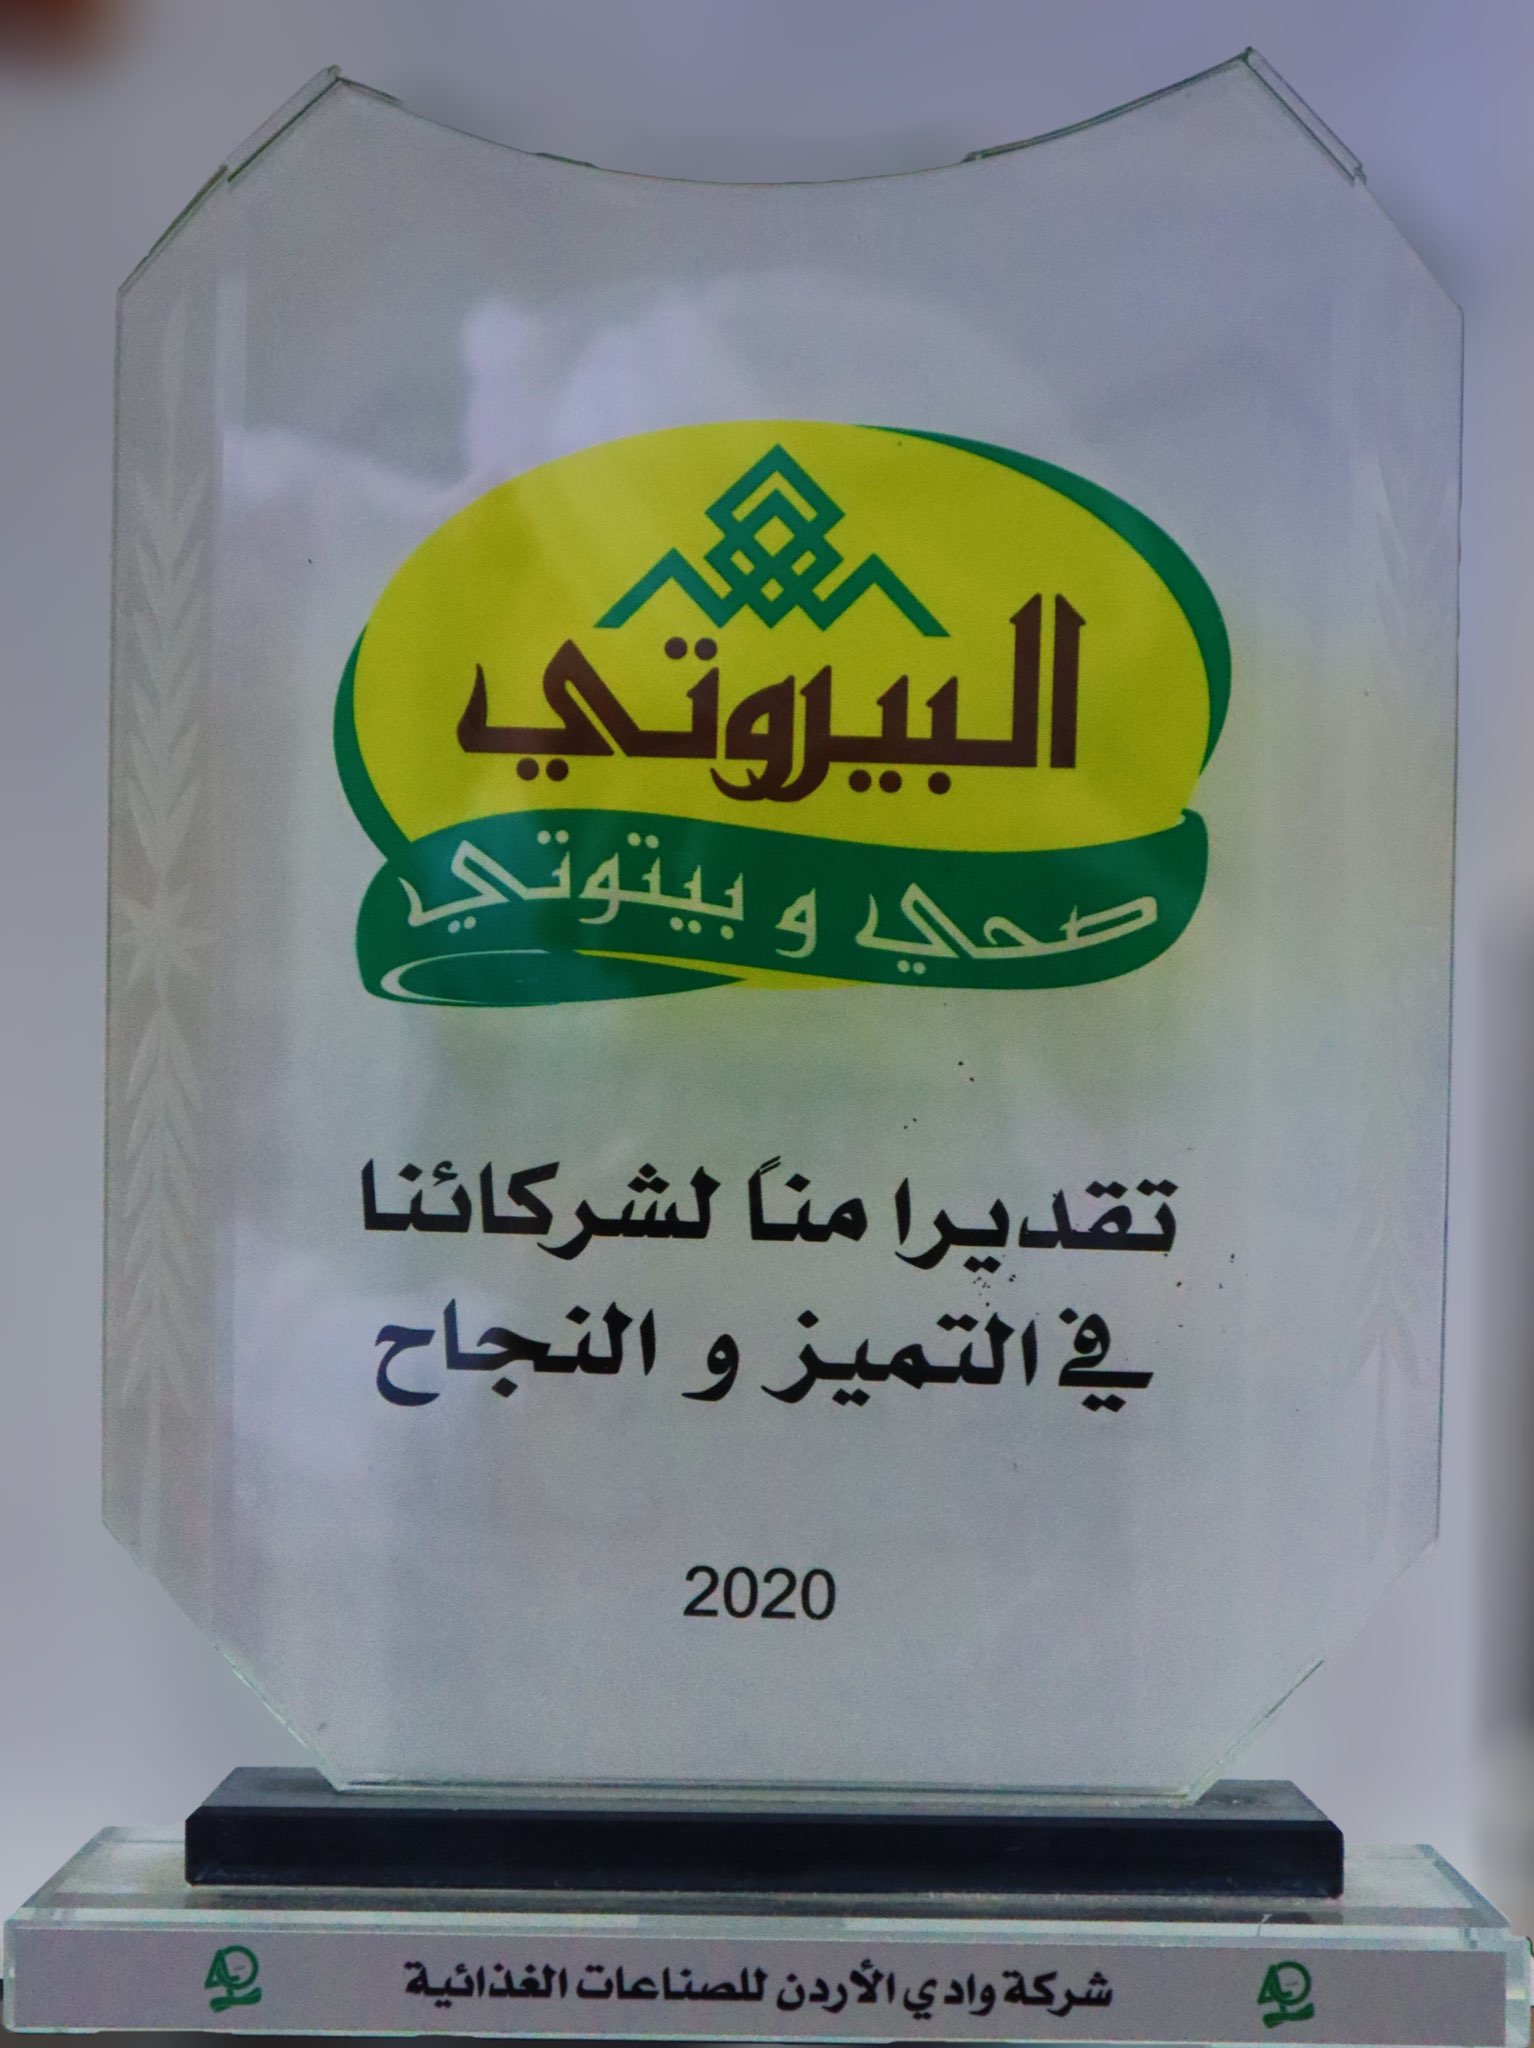 البيروتي
صحي و بيتوتي
تقديرا مناً لشركائنا
في التميز و النجاح
2020
شركة وادي الأردن للصناعات الغذائية